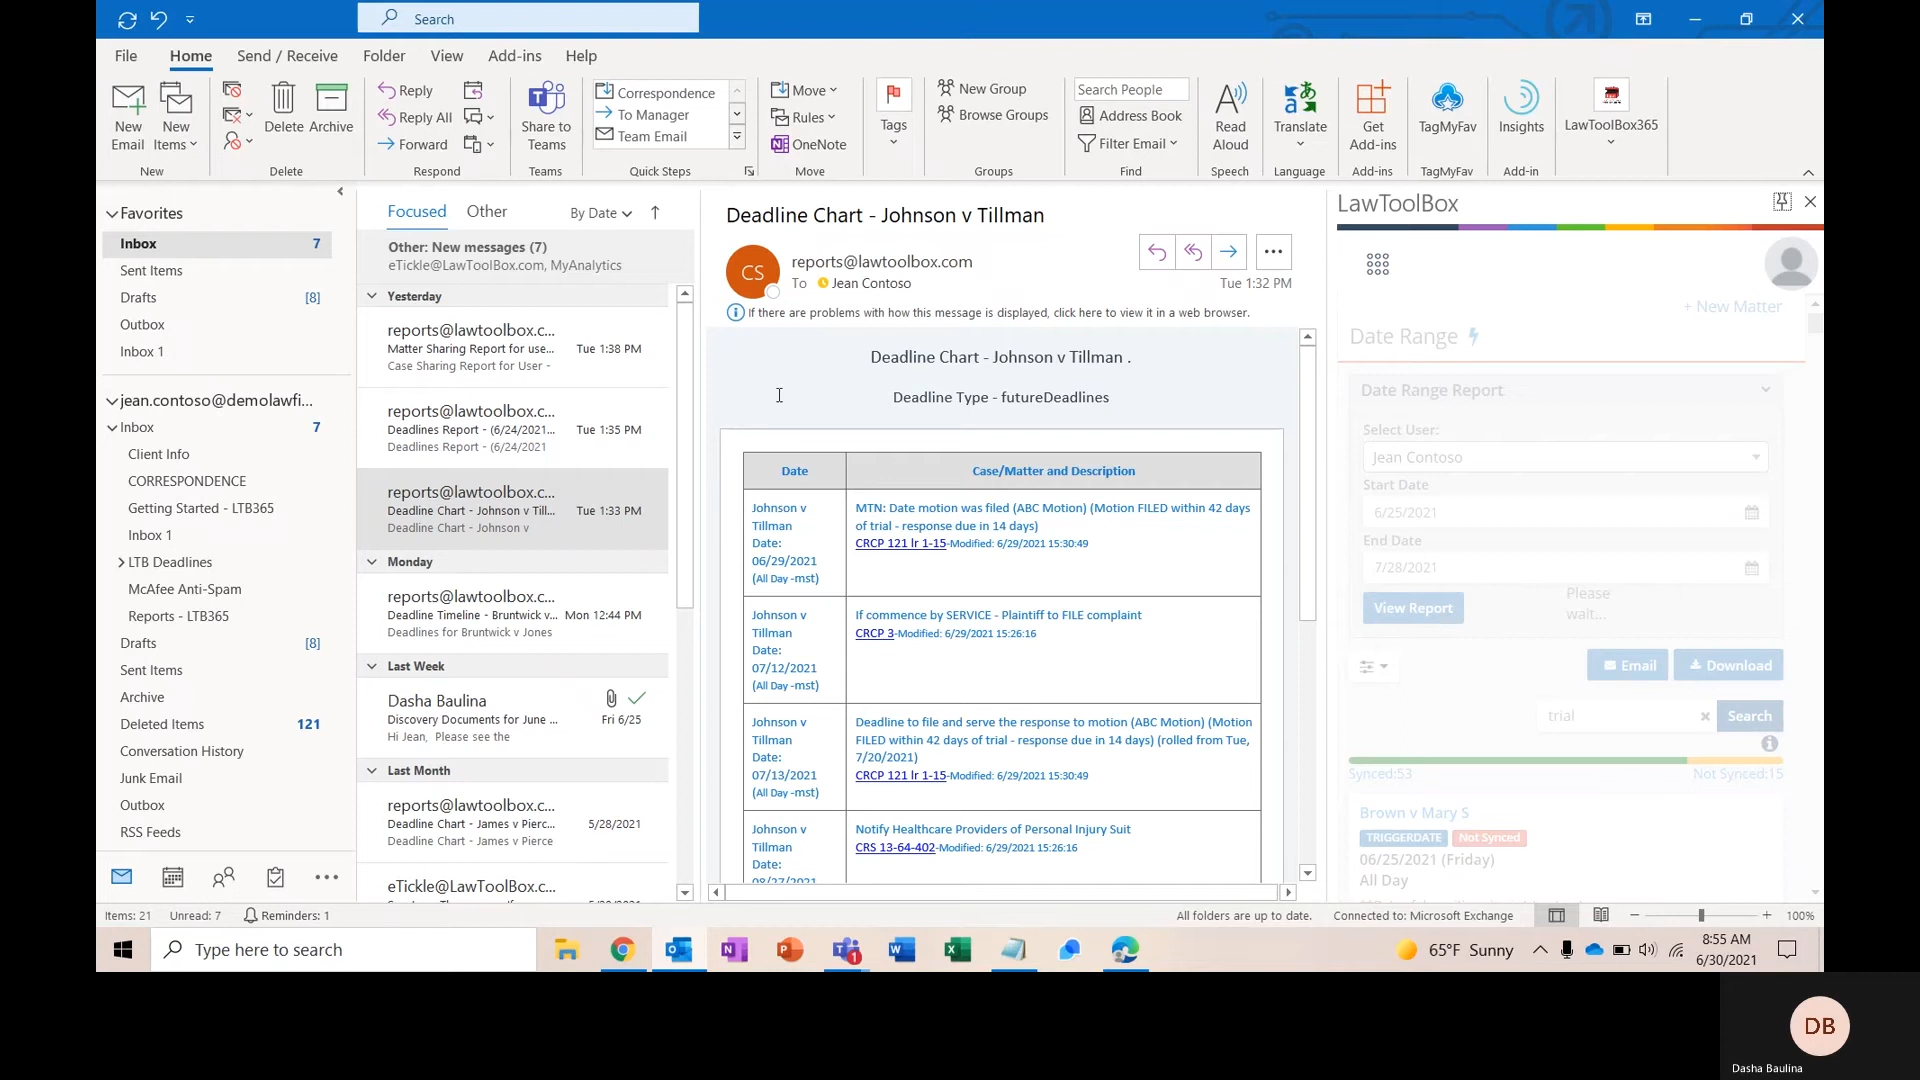 Search
File
Home
Send / Receive
Folder
View
Add-ins
Help
New
Email
New
Items
New
Delete
Archive
Delete
Reply
Reply All
Forward
Respond
Share to
Teams
Teams
Correspondence
To Manager
Team Email
Quick Steps
Move
Rules
OneNote
Move
Tags
New Group
Browse Groups
Groups
Search People
Address Book
Filter Email
Find
Read
Aloud
Speech
Translate
Language
Get
Add-ins
Add-ins
TagMyFav
TagMyFav
Insights
Add-in
LawToolBox365
Favorites
Inbox 7
Sent Items
Drafts [8]
Outbox
Inbox 1
jean.contoso@demolawfi...
Inbox 7
Client Info
CORRESPONDENCE
Getting Started - LTB365
Inbox 1
LTB Deadlines
McAfee Anti-Spam
Reports - LTB365
Drafts [8]
Sent Items
Archive
Deleted Items 121
Conversation History
Junk Email
Outbox
RSS Feeds
Focused Other By Date
Other: New messages (7)
eTickle@LawToolBox.com, MyAnalytics
Yesterday
reports@lawtoolbox.c...
Matter Sharing Report for use... Tue 1:38 PM
Case Sharing Report for User -
reports@lawtoolbox.c...
Deadlines Report - (6/24/2021... Tue 1:35 PM
Deadlines Report - (6/24/2021
reports@lawtoolbox.c...
Deadline Chart - Johnson v Till... Tue 1:33 PM
Deadline Chart - Johnson v
Monday
reports@lawtoolbox.c...
Deadline Timeline - Bruntwick v... Mon 12:44 PM
Deadlines for Bruntwick v Jones
Last Week
Dasha Baulina
Discovery Documents for June ... Fri 6/25
Hi Jean, Please see the
Last Month
reports@lawtoolbox.c...
Deadline Chart - James v Pierc... 5/28/2021
Deadline Chart - James v Pierce
eTickle@LawToolBox.c...
Deadline Chart - Johnson v Tillman
CS
reports@lawtoolbox.com
To Jean Contoso
Tue 1:32 PM
If there are problems with how this message is displayed, click here to view it in a web browser.
Deadline Chart - Johnson v Tillman .
Deadline Type - futureDeadlines
Date Case/Matter and Description
Johnson v
Tillman
Date:
06/29/2021
(All Day -mst)
MTN: Date motion was filed (ABC Motion) (Motion FILED within 42 days
of trial - response due in 14 days)
CRCP 121 lr 1-15-Modified: 6/29/2021 15:30:49
Johnson v
Tillman
Date:
07/12/2021
(All Day -mst)
If commence by SERVICE - Plaintiff to FILE complaint
CRCP 3-Modified: 6/29/2021 15:26:16
Johnson v
Tillman
Date:
07/13/2021
(All Day -mst)
Deadline to file and serve the response to motion (ABC Motion) (Motion
FILED within 42 days of trial - response due in 14 days) (rolled from Tue,
7/20/2021)
CRCP 121 lr 1-15-Modified: 6/29/2021 15:30:49
Johnson v
Tillman
Date:
08/27/2021
Notify Healthcare Providers of Personal Injury Suit
CRS 13-64-402-Modified: 6/29/2021 15:26:16
LawToolBox
+ New Matter
Date Range
Date Range Report
Select User:
Jean Contoso
Start Date
6/25/2021
End Date
7/28/2021
View Report
Please
wait...
Email
Download
trial
Search
Synced:53 Not Synced:15
Brown v Mary S
TRIGGERDATE Not Synced
06/25/2021 (Friday)
All Day
Items: 21 Unread: 7 Reminders: 1
All folders are up to date. Connected to: Microsoft Exchange 100%
Type here to search
65°F Sunny
8:55 AM
6/30/2021
DB
Dasha Baulina